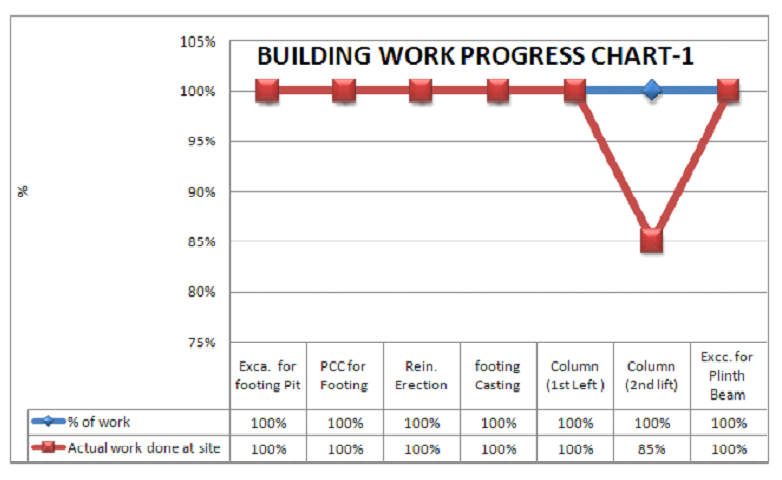 BUILDING WORK PROGRESS CHART-1
105%
100%
95%
90%
85%
80%
75%
%
Exca. for footing Pit
PCC for Footing
Rein. Erection
footing Casting
Column (1st Left )
Column (2nd lift)
Excc. for Plinth Beam
% of work 100% 100% 100% 100% 100% 100% 100%
Actual work done at site 100% 100% 100% 100% 100% 85% 100%